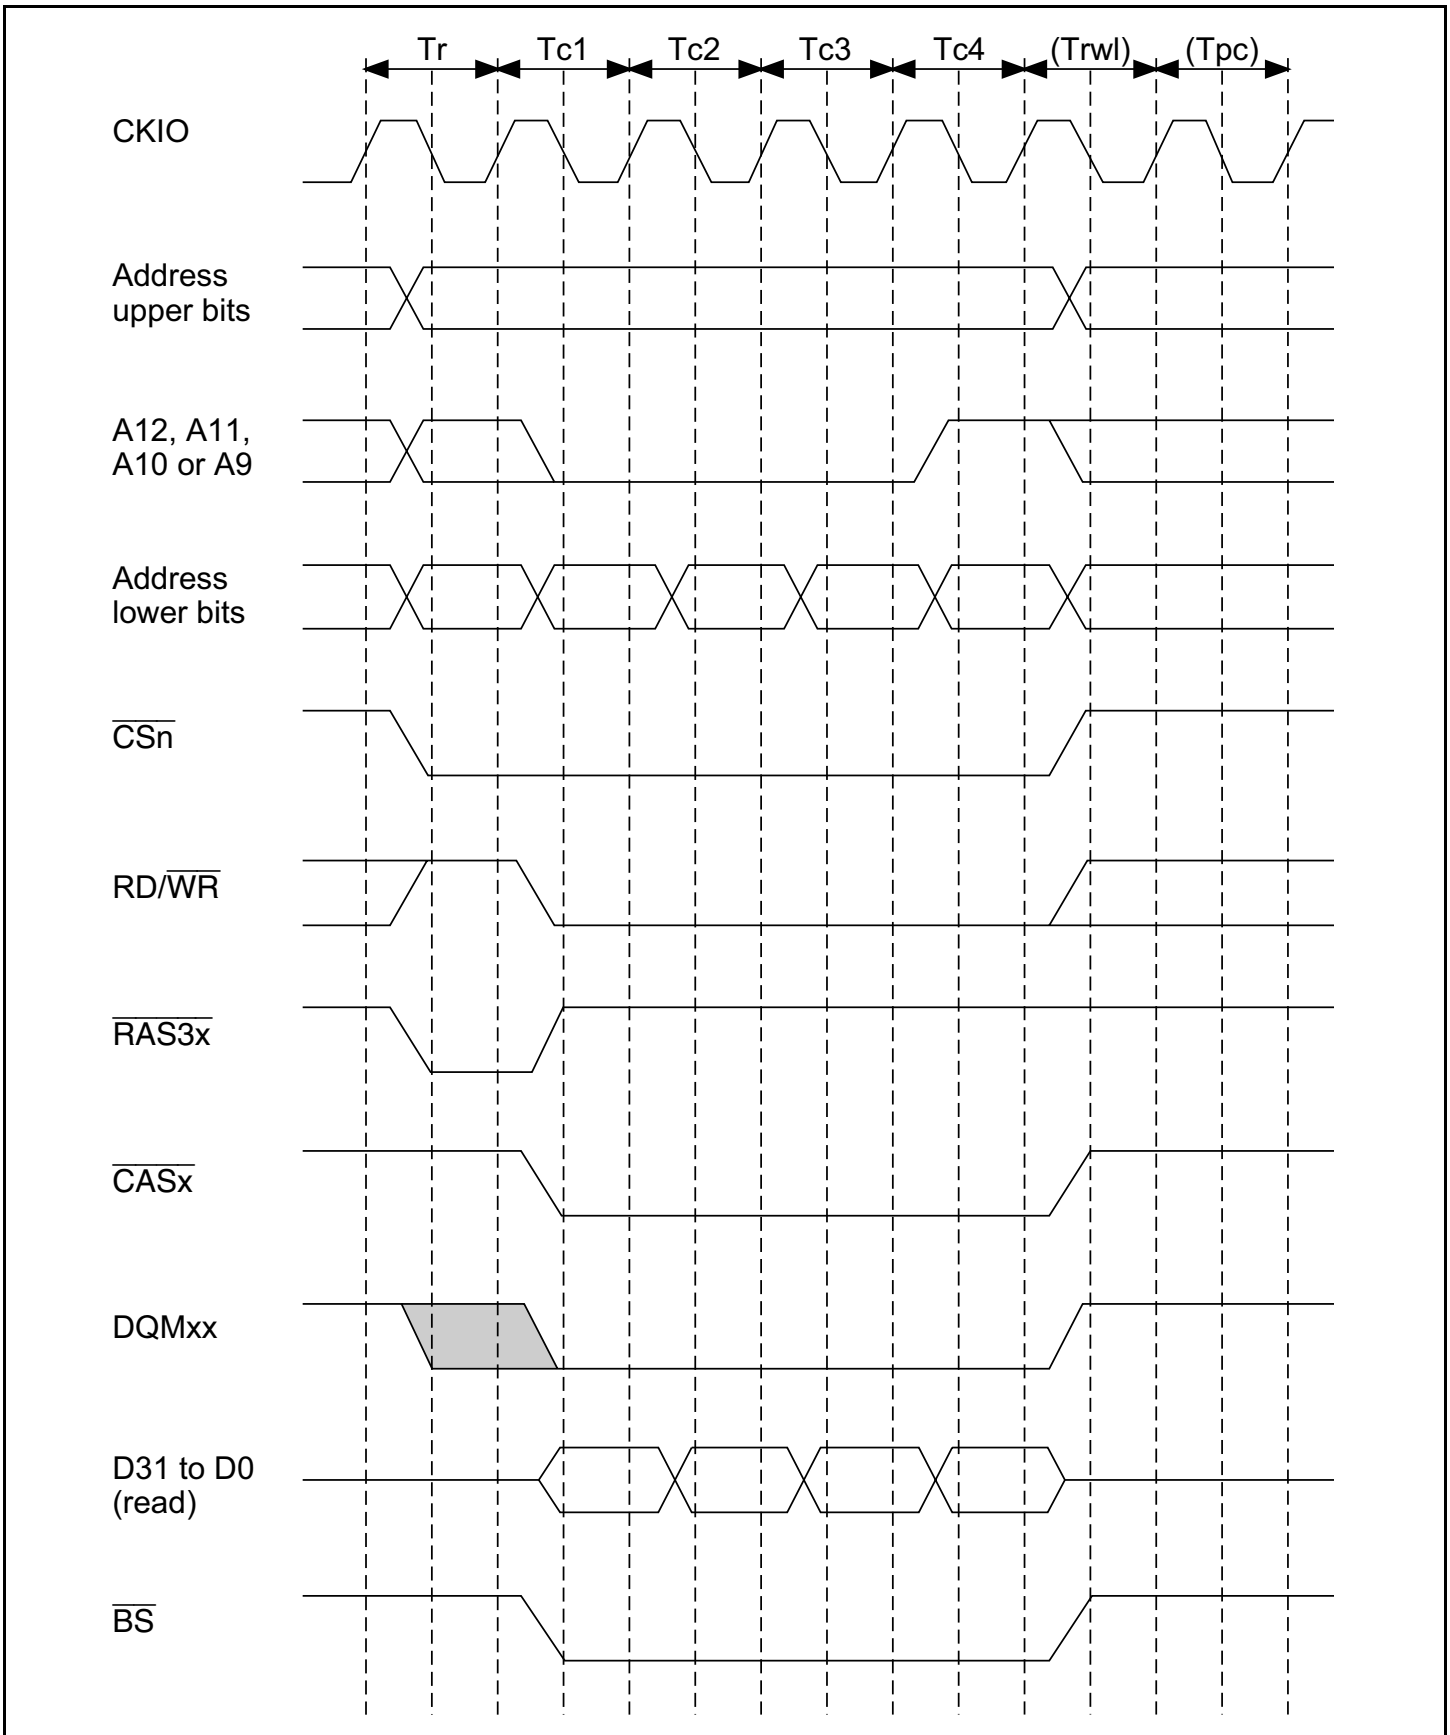 Tr Tc1 Tc2 Tc3 Tc4 (Trwl) (Tpc)
CKIO
Address
upper bits
A12, A11,
A10 or A9
Address
lower bits
CSn
RD/WR
RAS3x
CASx
DQMxx
D31 to D0
(read)
BS